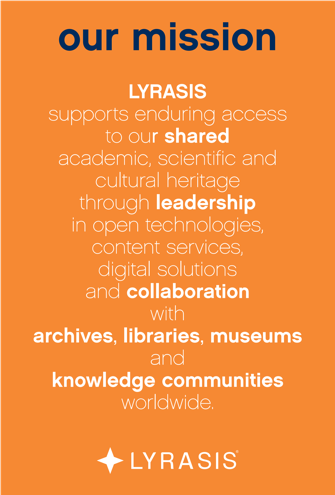 our mission
LYRASIS
supports enduring access
to our shared
academic, scientific and
cultural heritage
through leadership
in open technologies,
content services,
digital solutions
and collaboration
with
archives, libraries, museums
and
knowledge communities
worldwide.
LYRASIS